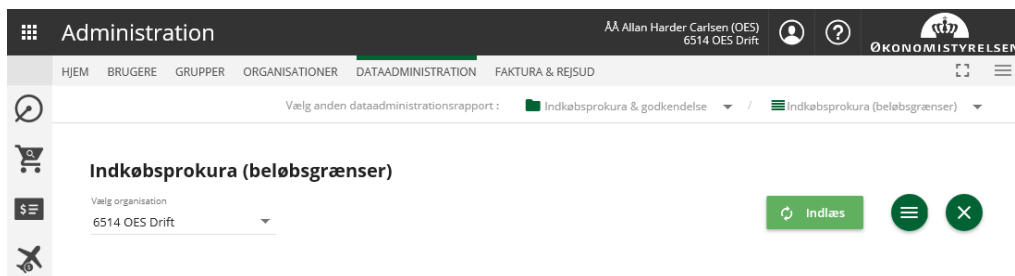 Administration
ÅÅ Allan Harder Carlsen (OES)
6514 OES Drift
ØKONOMISTYRELSEN
HJEM BRUGERE GRUPPER ORGANISATIONER DATAADMINISTRATION FAKTURA & REJSUD
Vælg anden dataadministrationsrapport : Indkøbsprokura & godkendelse / Indkøbsprokura (beløbsgrænser)
Indkøbsprokura (beløbsgrænser)
Vælg organisation
6514 OES Drift
Indlæs